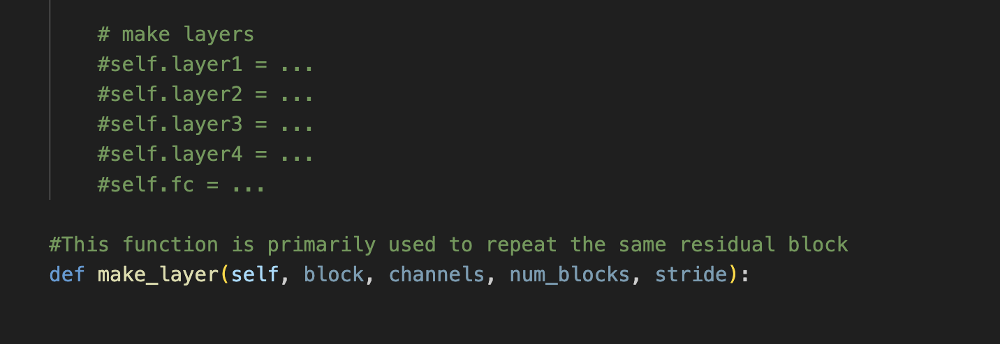 # make layers
#self.layer1 = ...
#self.layer2 = ...
#self.layer3 = ...
#self.layer4 = ...
#self.fc = ...
#This function is primarily used to repeat the same residual block
def make_layer(self, block, channels, num_blocks, stride):